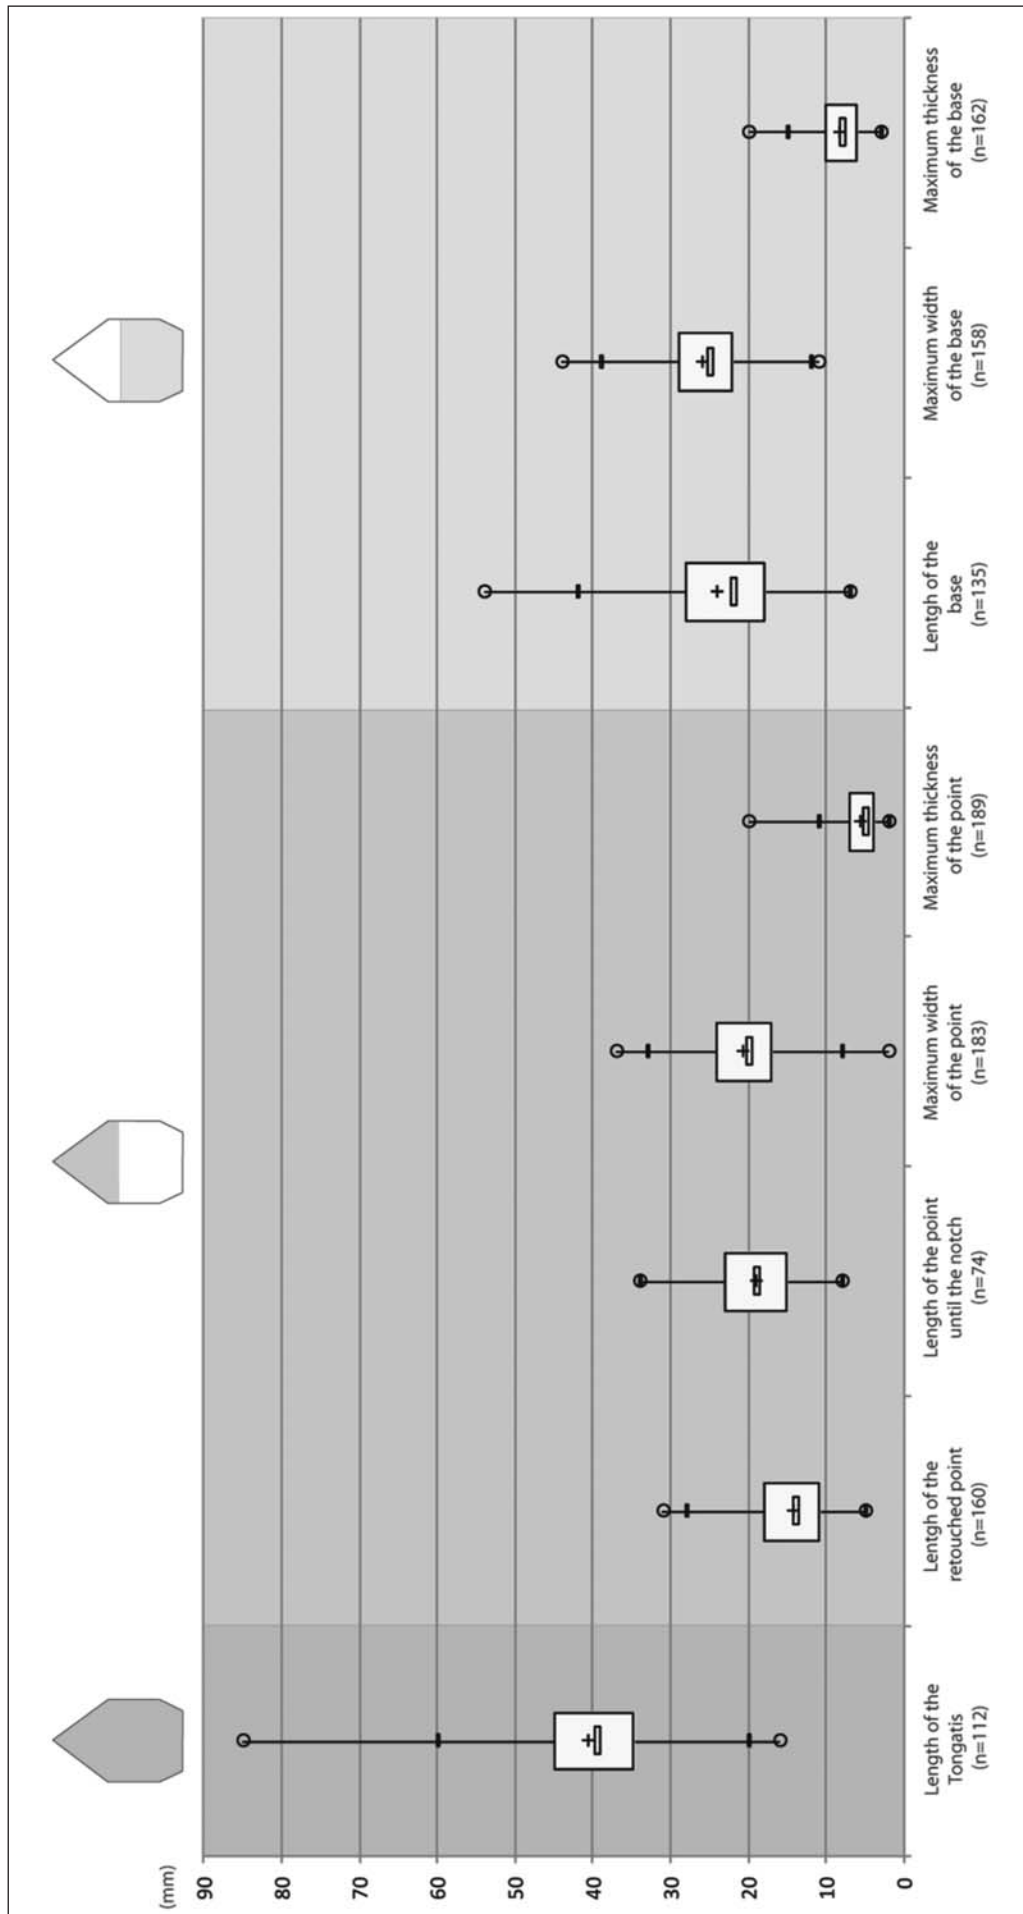 (mm)
90
80
70
60
50
40
30
20
10
0
Length of the
Tongatis
(n=112)
Lentgh of the
retouched point
(n=160)
Length of the point
until the notch
(n=74)
Maximum width
of the point
(n=183)
Maximum thickness
of the point
(n=189)
Lentgh of the
base
(n=135)
Maximum width
of the base
(n=158)
Maximum thickness
of the base
(n=162)